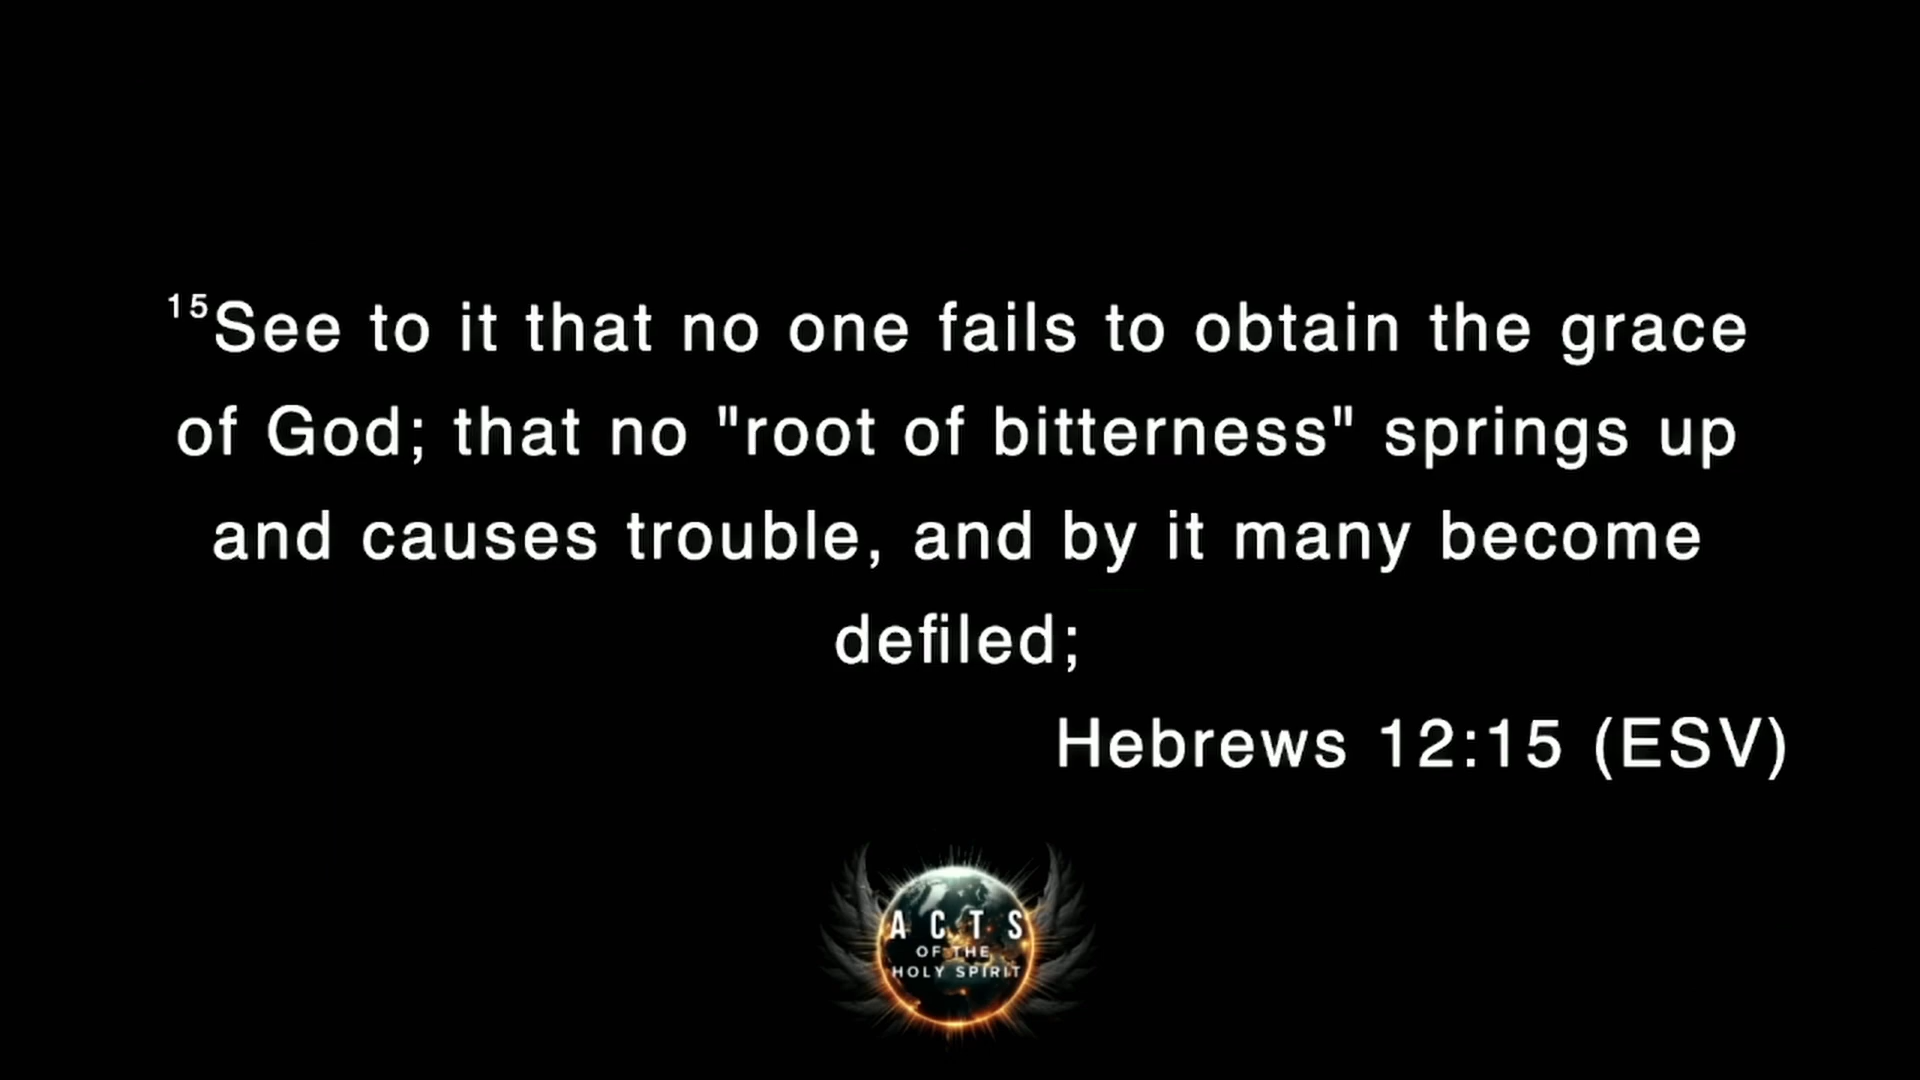 ¹⁵See to it that no one fails to obtain the grace
of God; that no "root of bitterness" springs up
and causes trouble, and by it many become
defiled;
Hebrews 12:15 (ESV)
ACTS
OF THE
HOLY SPIRIT